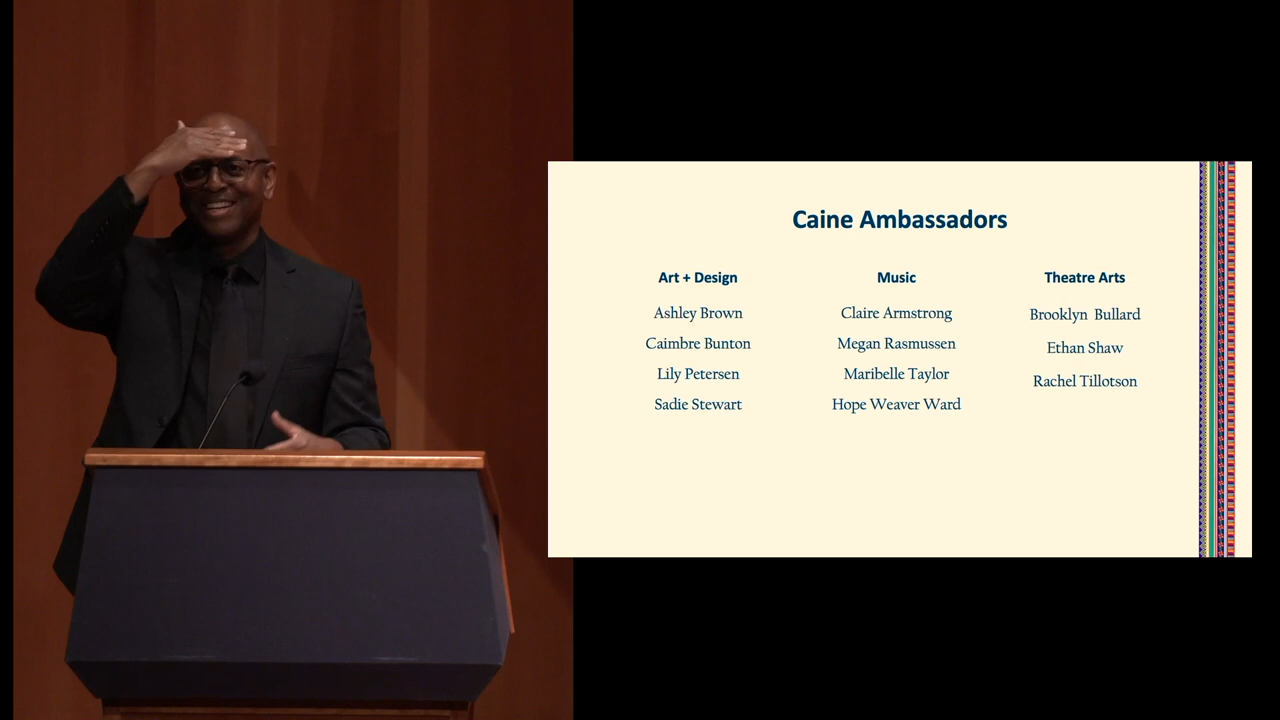 Caine Ambassadors
Art + Design
Ashley Brown
Caimbre Bunton
Lily Petersen
Sadie Stewart
Music
Claire Armstrong
Megan Rasmussen
Maribelle Taylor
Hope Weaver Ward
Theatre Arts
Brooklyn Bullard
Ethan Shaw
Rachel Tillotson